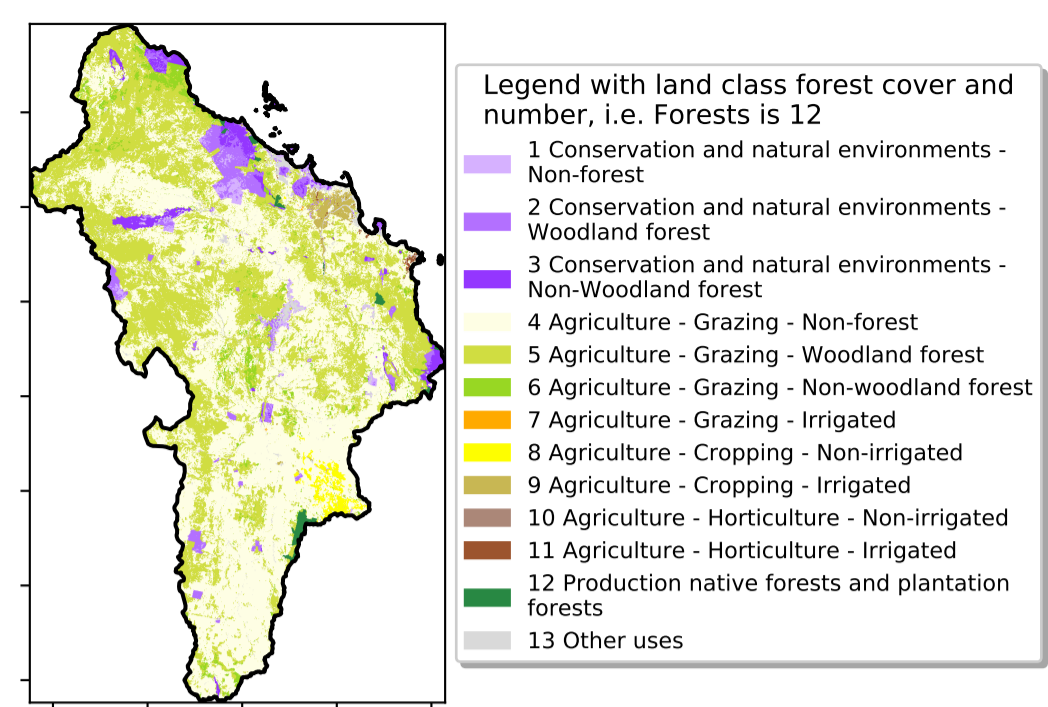 Legend with land class forest cover and
number, i.e. Forests is 12
1 Conservation and natural environments -
Non-forest
2 Conservation and natural environments -
Woodland forest
3 Conservation and natural environments -
Non-Woodland forest
4 Agriculture - Grazing - Non-forest
5 Agriculture - Grazing - Woodland forest
6 Agriculture - Grazing - Non-woodland forest
7 Agriculture - Grazing - Irrigated
8 Agriculture - Cropping - Non-irrigated
9 Agriculture - Cropping - Irrigated
10 Agriculture - Horticulture - Non-irrigated
11 Agriculture - Horticulture - Irrigated
12 Production native forests and plantation
forests
13 Other uses